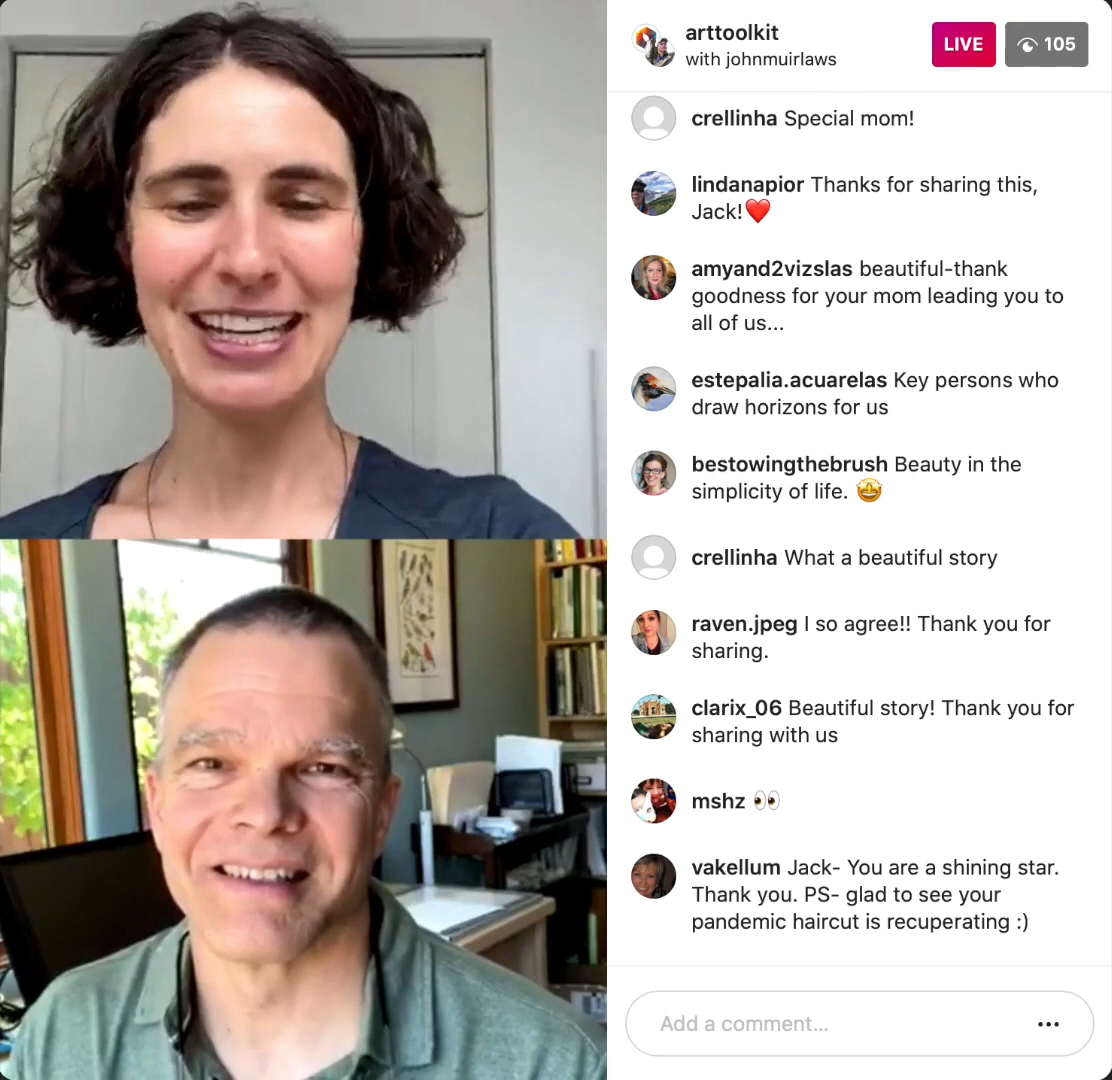 arttoolkit
with johnmuirlaws
LIVE
105
crellinha Special mom!
lindanapior Thanks for sharing this,
Jack!❤️
amyand2vizslas beautiful-thank
goodness for your mom leading you to
all of us...
estepalia.acuarelas Key persons who
draw horizons for us
bestowingthebrush Beauty in the
simplicity of life. 🤩
crellinha What a beautiful story
raven.jpeg I so agree!! Thank you for
sharing.
clarix_06 Beautiful story! Thank you for
sharing with us
mshz 👀
vakellum Jack- You are a shining star.
Thank you. PS- glad to see your
pandemic haircut is recuperating :)
Add a comment...